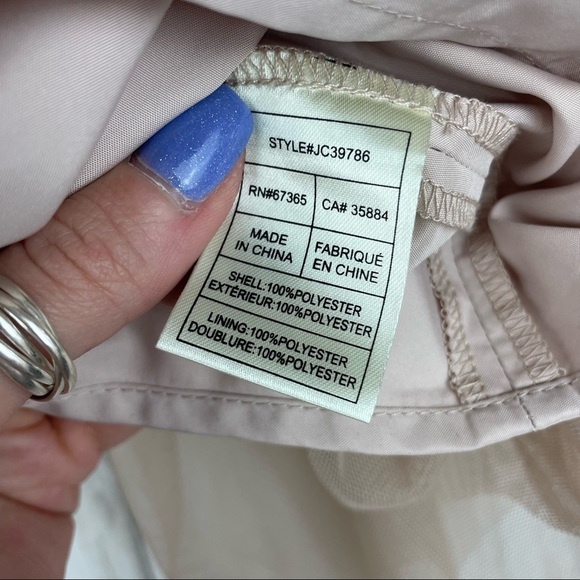 STYLE#JC39786
RN#67365
CA# 35884
MADE
IN CHINA
FABRIQUÉ
EN CHINE
SHELL:100%POLYESTER
EXTÉRIEUR:100%POLYESTER
LINING:100%POLYESTER
DOUBLURE:100%POLYESTER